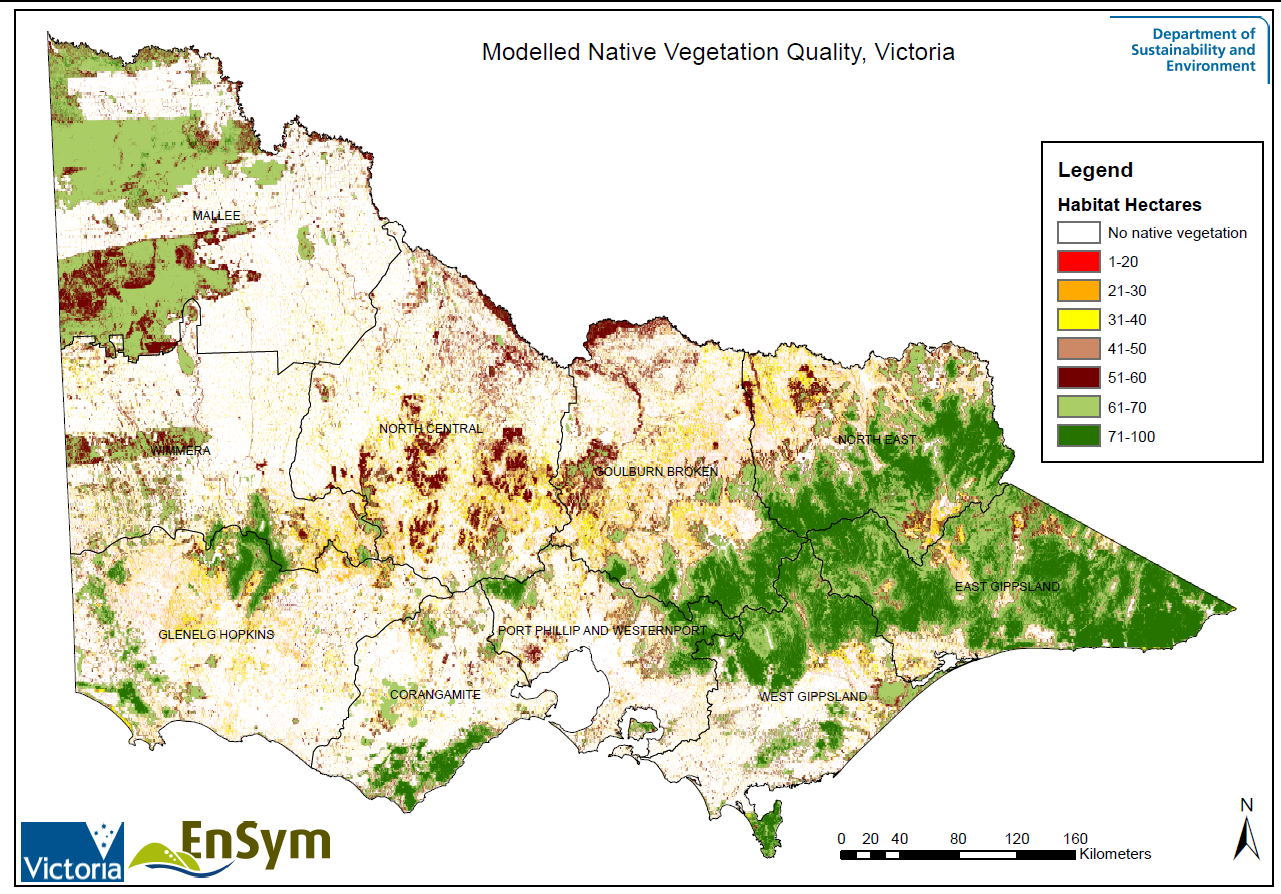 Modelled Native Vegetation Quality, Victoria
Department of
Sustainability and
Environment
Legend
Habitat Hectares
No native vegetation
1-20
21-30
31-40
41-50
51-60
61-70
71-100
MALLEE
NORTH CENTRAL
WIMMERA
GOULBURN BROKEN
NORTH EAST
EAST GIPPSLAND
GLENELG HOPKINS
PORT PHILLIP AND WESTERNPORT
CORANGAMITE
WEST GIPPSLAND
Victoria
EnSym
0 20 40 80 120 160
Kilometers
N